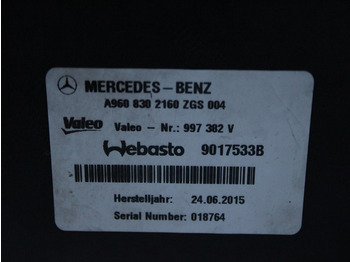 MERCEDES-BENZ
A960 830 2160 ZGS 004
Valeo Valeo - Nr.: 997 382 V
Webasto 9017533B
Herstelljahr: 24.06.2015
Serial Number: 018764